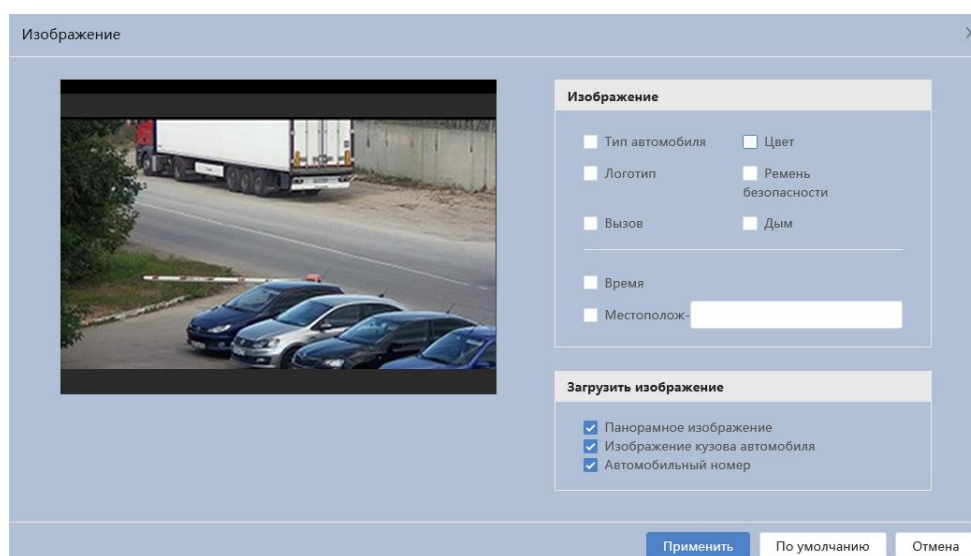 Изображение
Изображение
Тип автомобиля
Цвет
Логотип
Ремень
безопасности
Вызов
Дым
Время
Местополож-
Загрузить изображение
Панорамное изображение
Изображение кузова автомобиля
Автомобильный номер
Применить
По умолчанию
Отмена